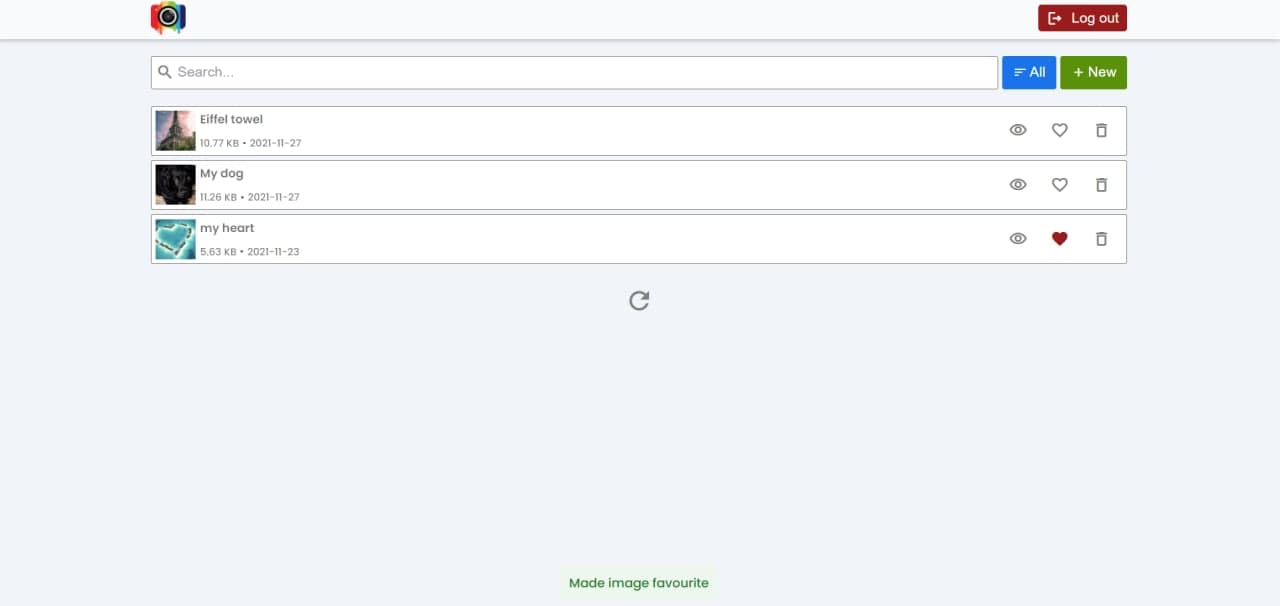 Log out
Search...
All
+ New
Eiffel towel
10.77 KB • 2021-11-27
My dog
11.26 KB • 2021-11-27
my heart
5.63 KB • 2021-11-23
Made image favourite